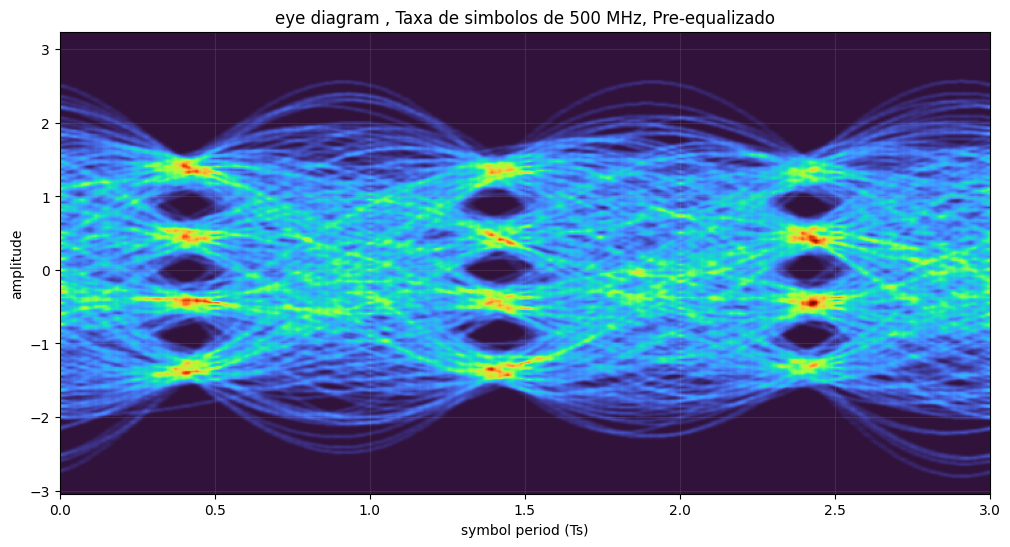 eye diagram , Taxa de simbolos de 500 MHz, Pre-equalizado
amplitude
3
2
1
0
−1
−2
−3
0.0 0.5 1.0 1.5 2.0 2.5 3.0
symbol period (Ts)